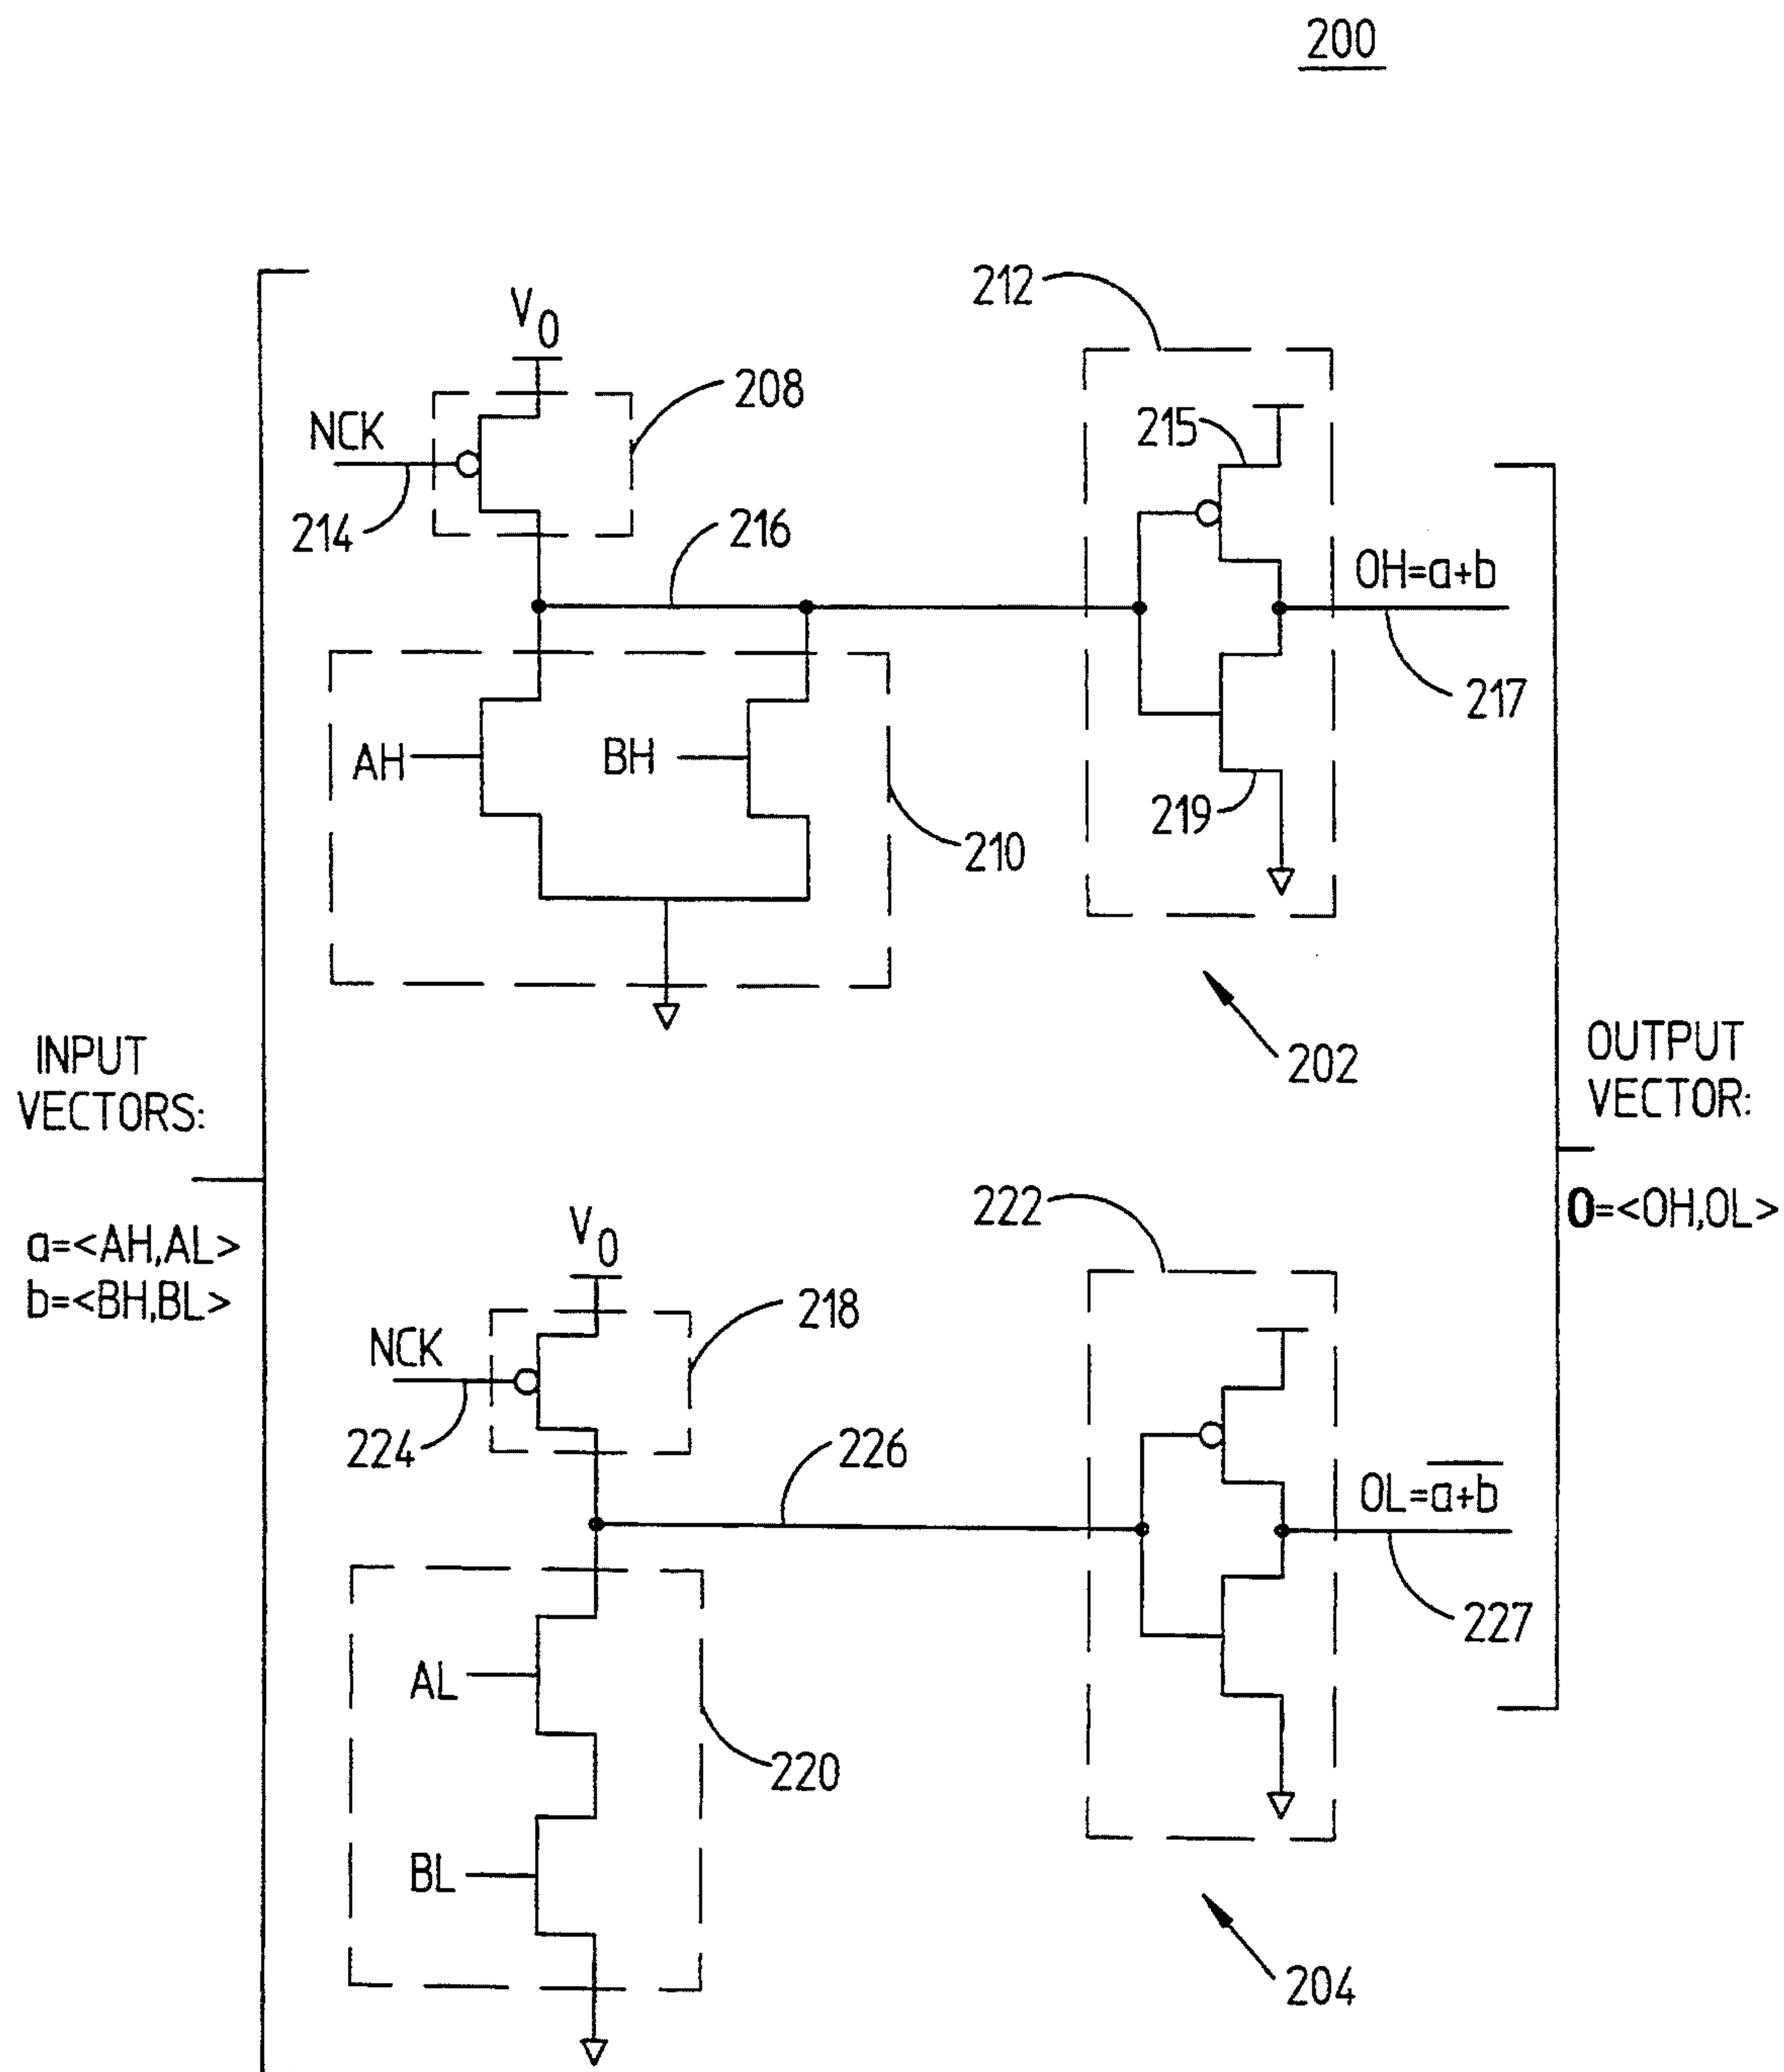 200
212
V0
208
NCK
215
214
216
OH=a+b
217
AH
BH
219
210
202
INPUT
VECTORS:
OUTPUT
VECTOR:
O=<OH,OL>
a=<AH,AL>
b=<BH,BL>
222
V0
218
NCK
224
226
OL=a̅+̅b̅
227
AL
220
BL
204